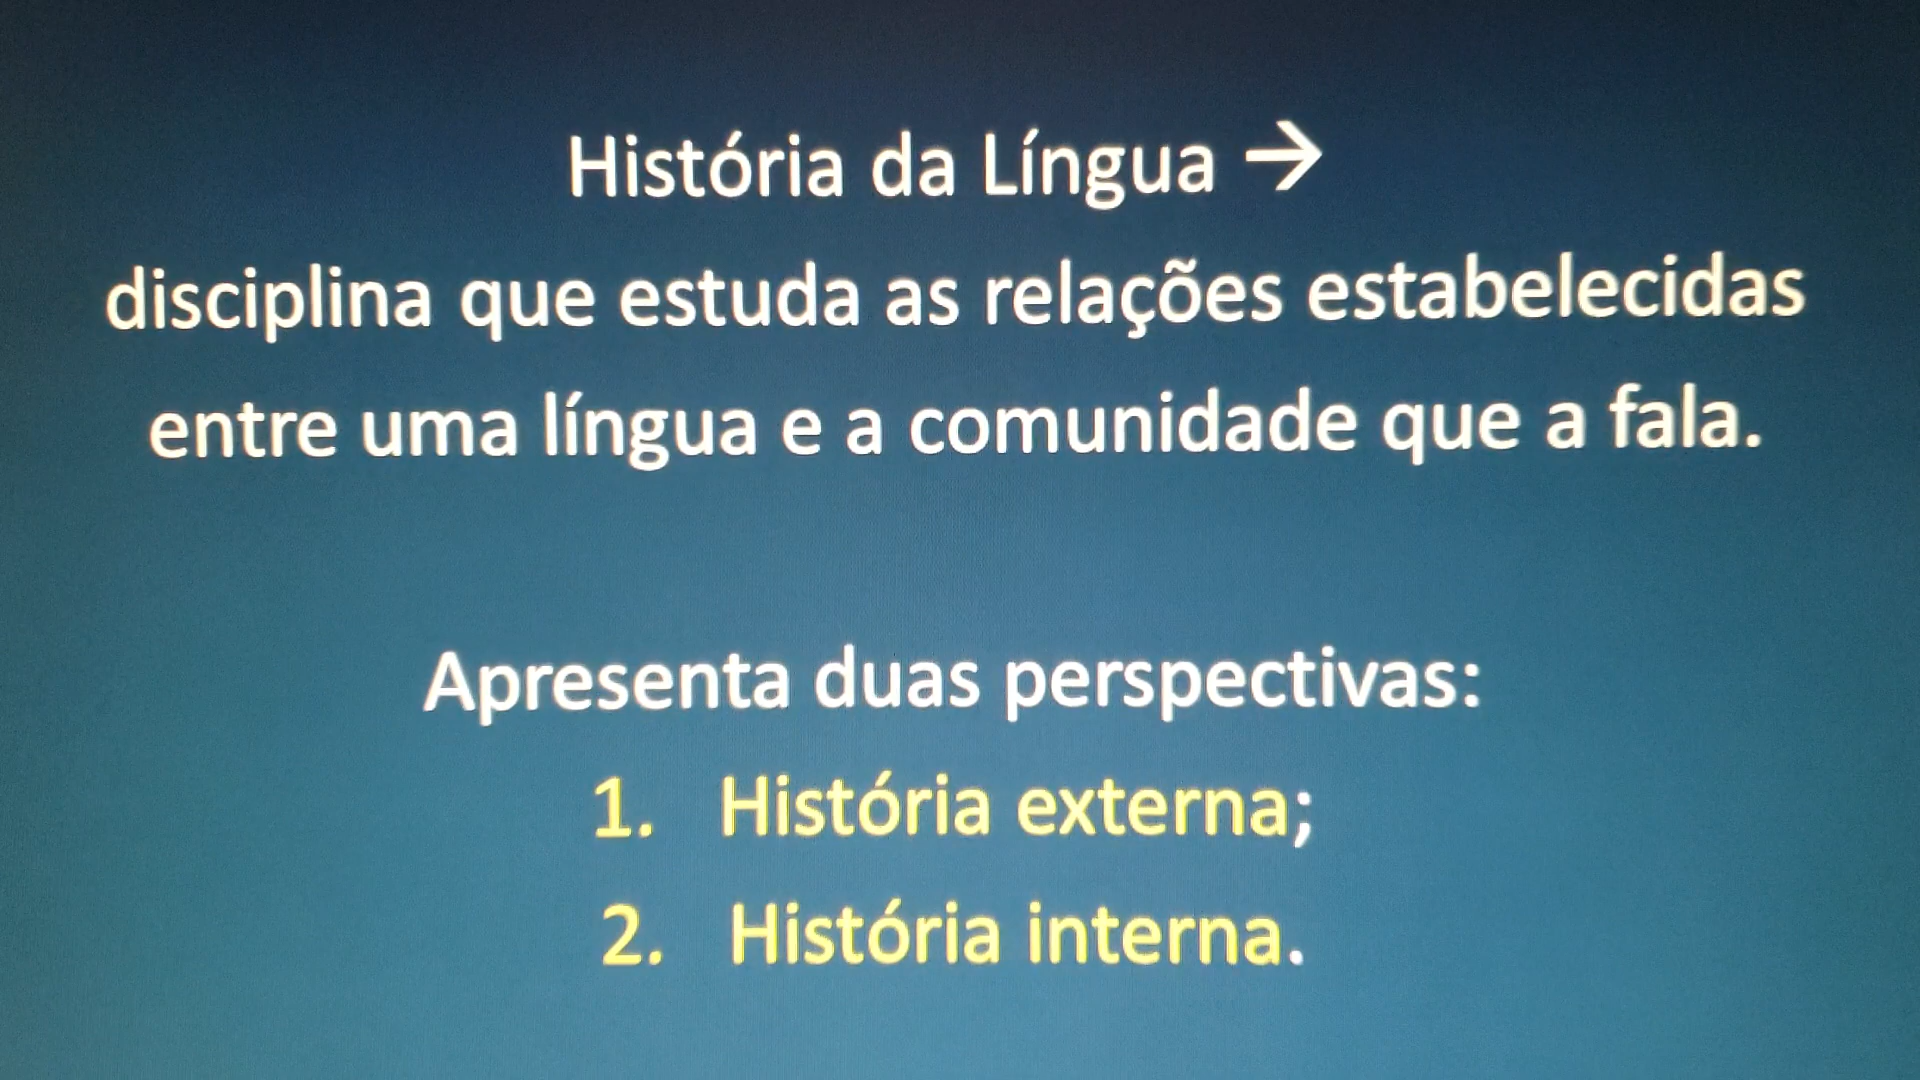 História da Língua →
disciplina que estuda as relações estabelecidas
entre uma língua e a comunidade que a fala.
Apresenta duas perspectivas:
1. História externa;
2. História interna.